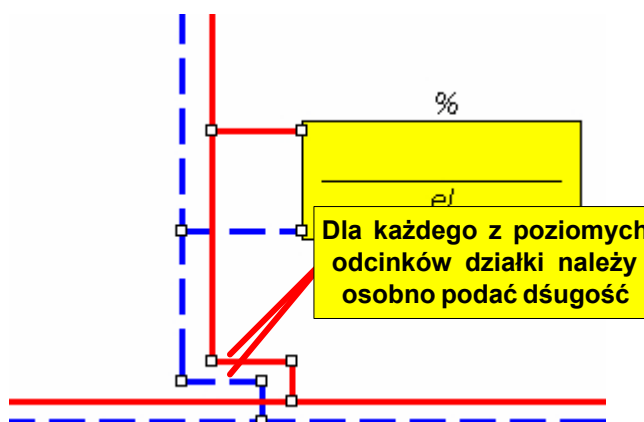 %
Dla każdego z poziomych
odcinków działki należy
osobno podać dśugość